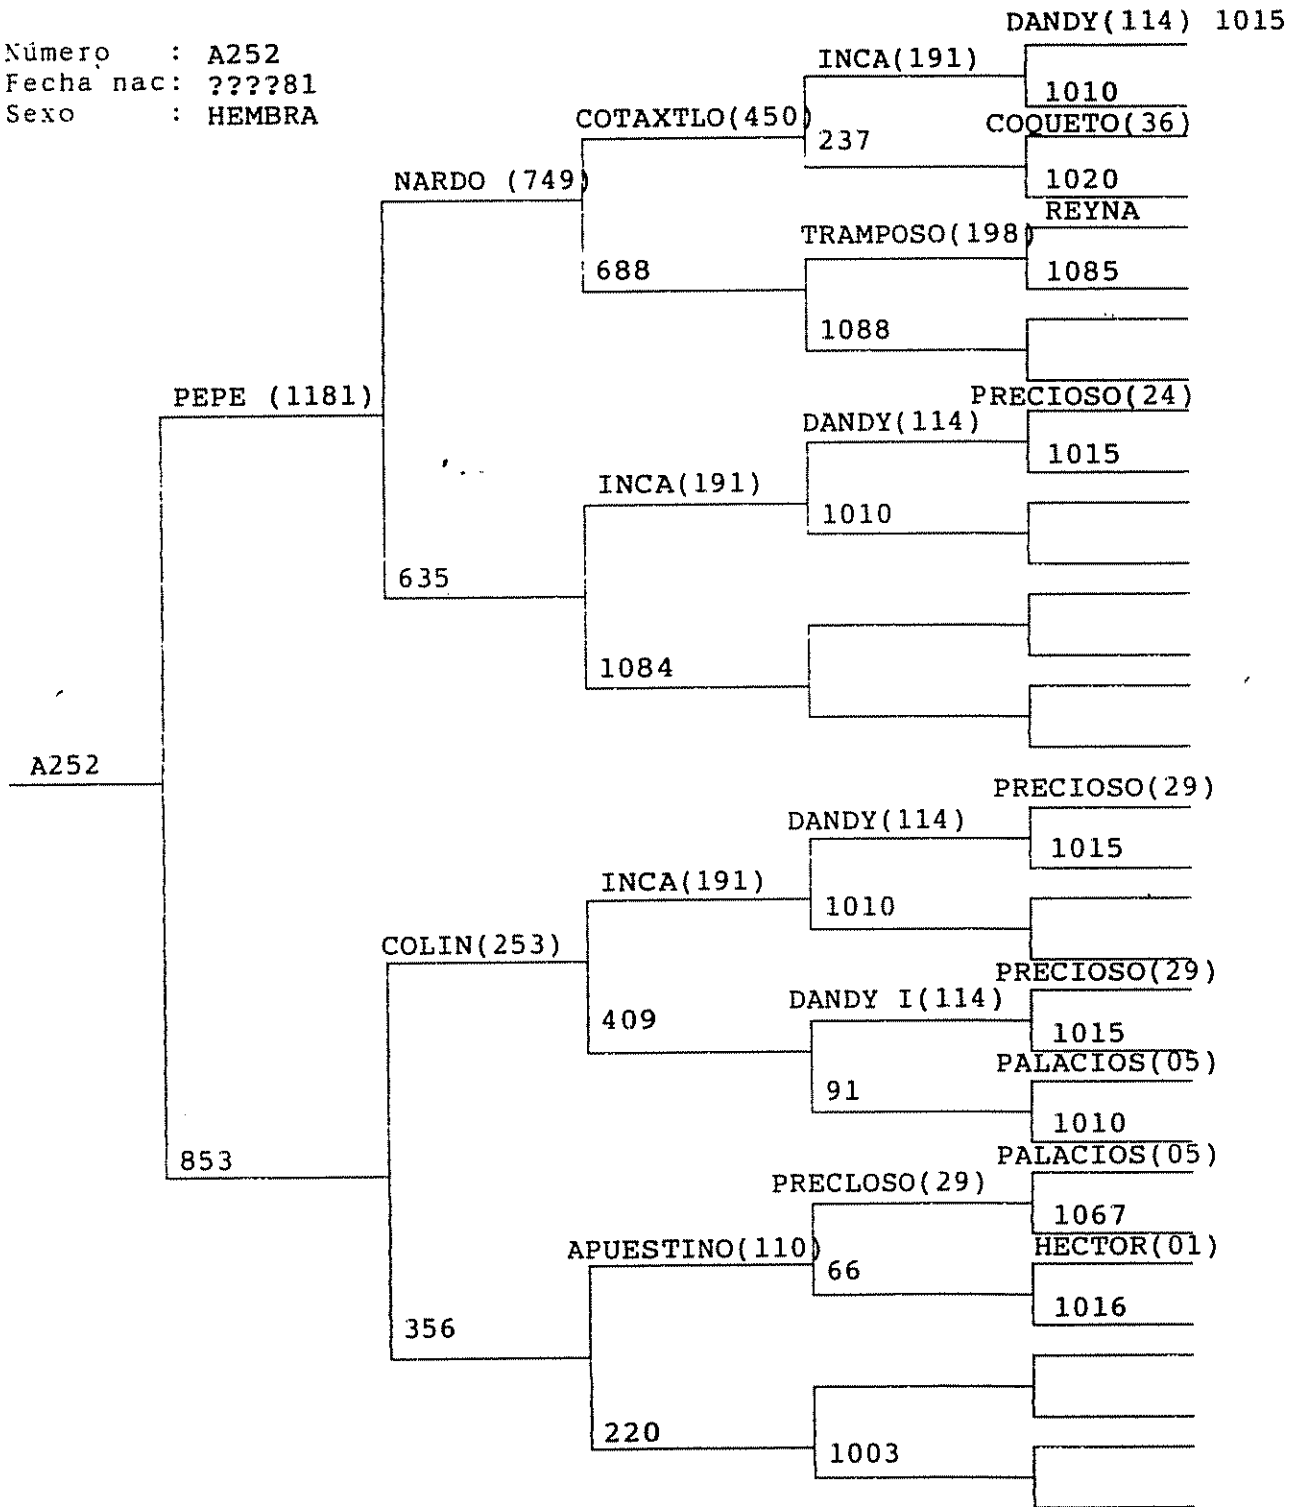 DANDY(114) 1015
Número : A252
INCA(191)
Fecha nac: ????81
1010
Sexo : HEMBRA
COTAXTLO(450)
COQUETO(36)
237
NARDO (749)
1020
REYNA
TRAMPOSO(198)
688
1085
1088
PEPE (1181)
PRECIOSO(24)
DANDY(114)
1015
INCA(191)
1010
635
1084
A252
PRECIOSO(29)
DANDY(114)
1015
INCA(191)
1010
COLIN(253)
PRECIOSO(29)
DANDY I(114)
409
1015
PALACIOS(05)
91
1010
853
PALACIOS(05)
PRECLOSO(29)
1067
APUESTINO(110)
HECTOR(01)
66
1016
356
220
1003